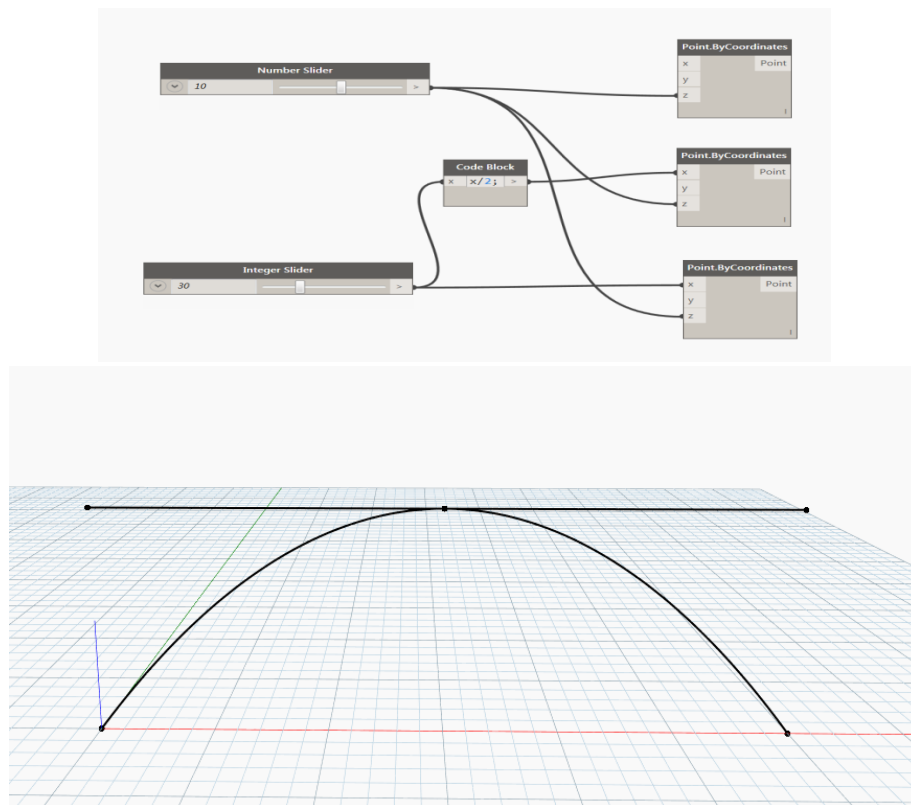 Number Slider
10 >
Point.ByCoordinates
x Point
y
z
l
Code Block
x x/2; >
Point.ByCoordinates
x Point
y
z
l
Integer Slider
30 >
Point.ByCoordinates
x Point
y
z
l